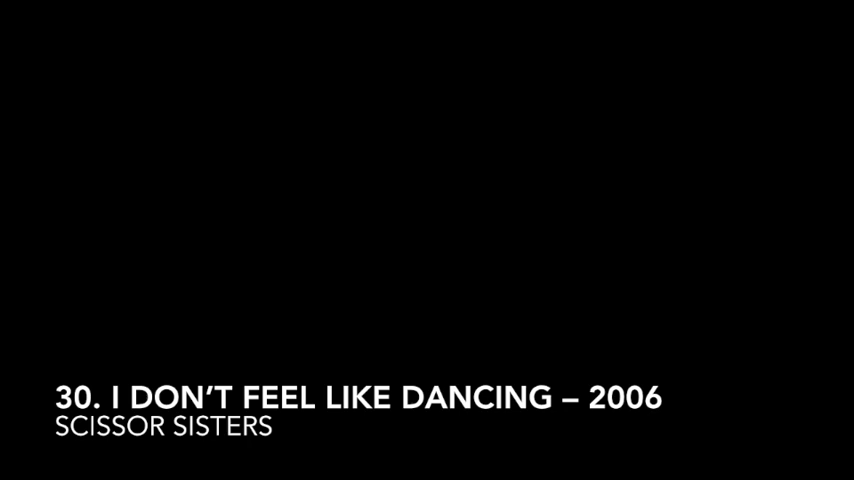 30. I DON’T FEEL LIKE DANCING – 2006
SCISSOR SISTERS